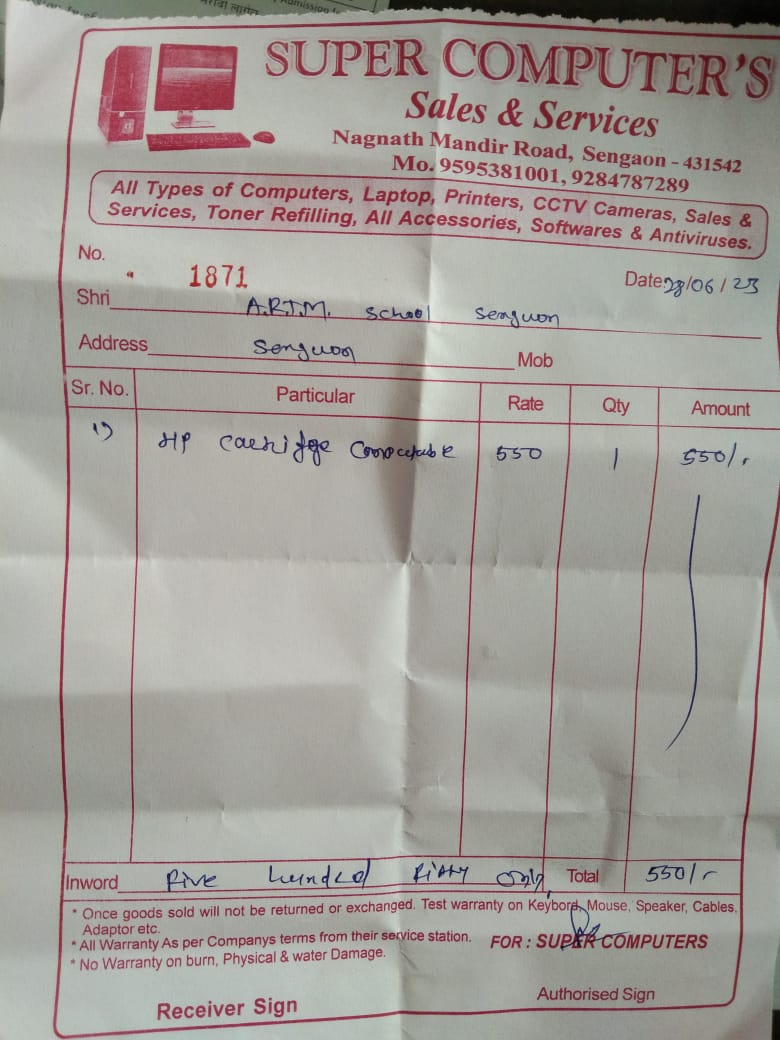 Admission
SUPER COMPUTER'S
Sales & Services
Nagnath Mandir Road, Sengaon - 431542
Mo. 9595381001, 9284787289
All Types of Computers, Laptop, Printers, CCTV Cameras, Sales &
Services, Toner Refilling, All Accessories, Softwares & Antiviruses.
No. 1871
Date: 28/06/23
Shri A.R.T.M. School Senguon
Address Senguon Mob
Sr. No. Particular Rate Qty Amount
1) HP 550 1 550/-
Inword Five hundred Fifty only Total 550/-
* Once goods sold will not be returned or exchanged. Test warranty on Keybord, Mouse, Speaker, Cables,
Adaptor etc.
* All Warranty As per Companys terms from their service station.
FOR : SUPER COMPUTERS
* No Warranty on burn, Physical & water Damage.
Receiver Sign
Authorised Sign